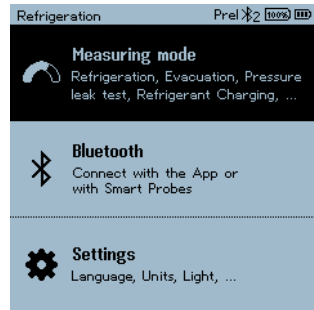 Refrigeration Prel 2 100%
Measuring mode
Refrigeration, Evacuation, Pressure
leak test, Refrigerant Charging, ...
Bluetooth
Connect with the App or
with Smart Probes
Settings
Language, Units, Light, ...